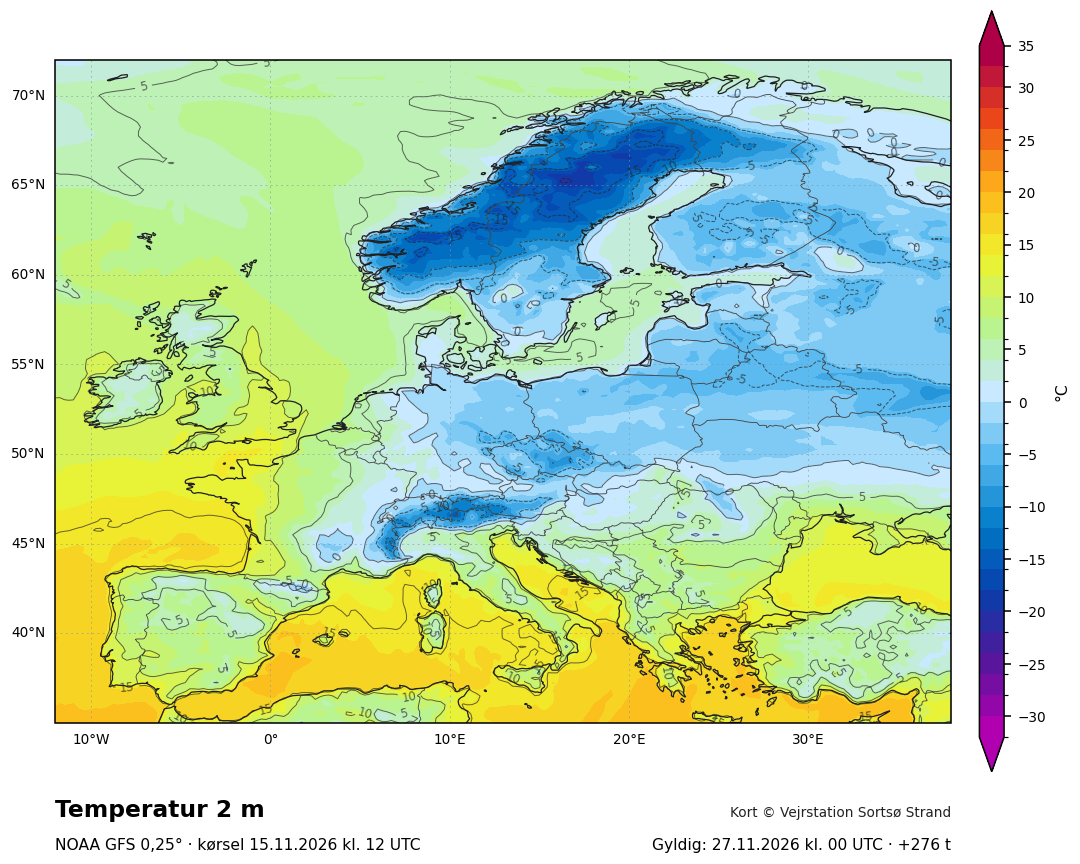 70°N
65°N
60°N
55°N
50°N
45°N
40°N
10°W
0°
10°E
20°E
30°E
35
30
25
20
15
10
5
0
−5
−10
−15
−20
−25
−30
°C
Temperatur 2 m
Kort © Vejrstation Sortsø Strand
NOAA GFS 0,25° · kørsel 15.11.2026 kl. 12 UTC
Gyldig: 27.11.2026 kl. 00 UTC · +276 t